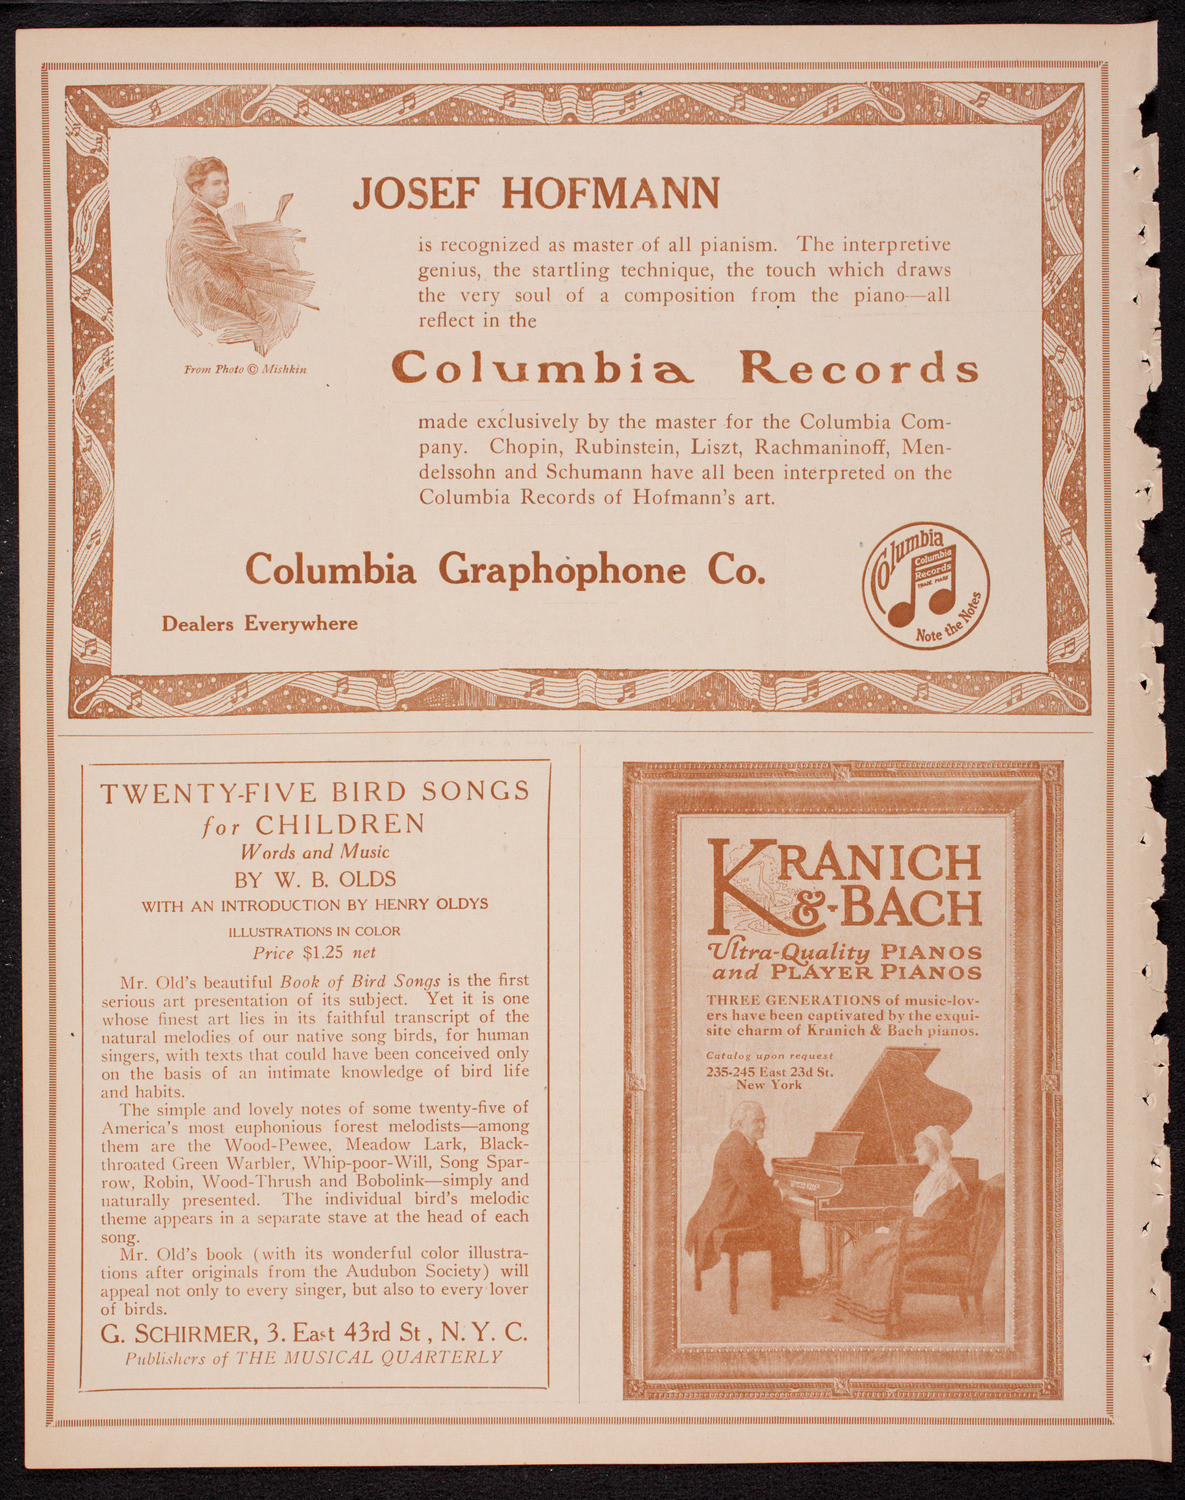 JOSEF HOFMANN
is recognized as master of all pianism. The interpretive
genius, the startling technique, the touch which draws
the very soul of a composition from the piano—all
reflect in the
From Photo © Mishkin
Columbia Records
made exclusively by the master for the Columbia Com-
pany. Chopin, Rubinstein, Liszt, Rachmaninoff, Men-
delssohn and Schumann have all been interpreted on the
Columbia Records of Hofmann's art.
Columbia Graphophone Co.
Dealers Everywhere
Columbia
Columbia
Records
TRADE MARK
Note the Notes
TWENTY-FIVE BIRD SONGS
for CHILDREN
Words and Music
BY W. B. OLDS
WITH AN INTRODUCTION BY HENRY OLDYS
ILLUSTRATIONS IN COLOR
Price $1.25 net
Mr. Old's beautiful Book of Bird Songs is the first
serious art presentation of its subject. Yet it is one
whose finest art lies in its faithful transcript of the
natural melodies of our native song birds, for human
singers, with texts that could have been conceived only
on the basis of an intimate knowledge of bird life
and habits.
The simple and lovely notes of some twenty-five of
America's most euphonious forest melodists—among
them are the Wood-Pewee, Meadow Lark, Black-
throated Green Warbler, Whip-poor-Will, Song Spar-
row, Robin, Wood-Thrush and Bobolink—simply and
naturally presented. The individual bird's melodic
theme appears in a separate stave at the head of each
song.
Mr. Old's book (with its wonderful color illustra-
tions after originals from the Audubon Society) will
appeal not only to every singer, but also to every lover
of birds.
G. SCHIRMER, 3. East 43rd St, N. Y. C.
Publishers of THE MUSICAL QUARTERLY
KRANICH
&-BACH
Ultra-Quality PIANOS
and PLAYER PIANOS
THREE GENERATIONS of music-lov-
ers have been captivated by the exqui-
site charm of Kranich & Bach pianos.
Catalog upon request
235-245 East 23d St.
New York